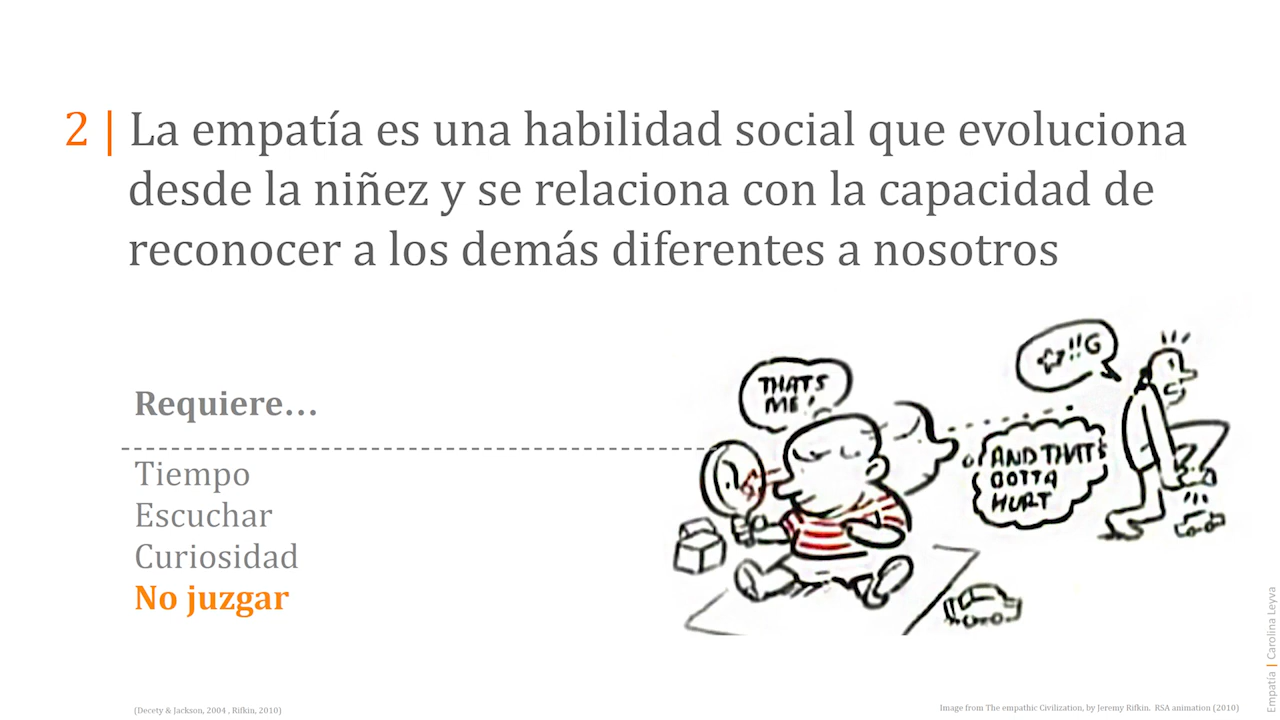 2 | La empatía es una habilidad social que evoluciona
desde la niñez y se relaciona con la capacidad de
reconocer a los demás diferentes a nosotros
Requiere...
Tiempo
Escuchar
Curiosidad
No juzgar
THAT'S
ME!
AND THAT'S
GOTTA
HURT
(Decety & Jackson, 2004 , Rifkin, 2010)
Image from The empathic Civilization, by Jeremy Rifkin. RSA animation (2010)
Empatía | Carolina Leyva